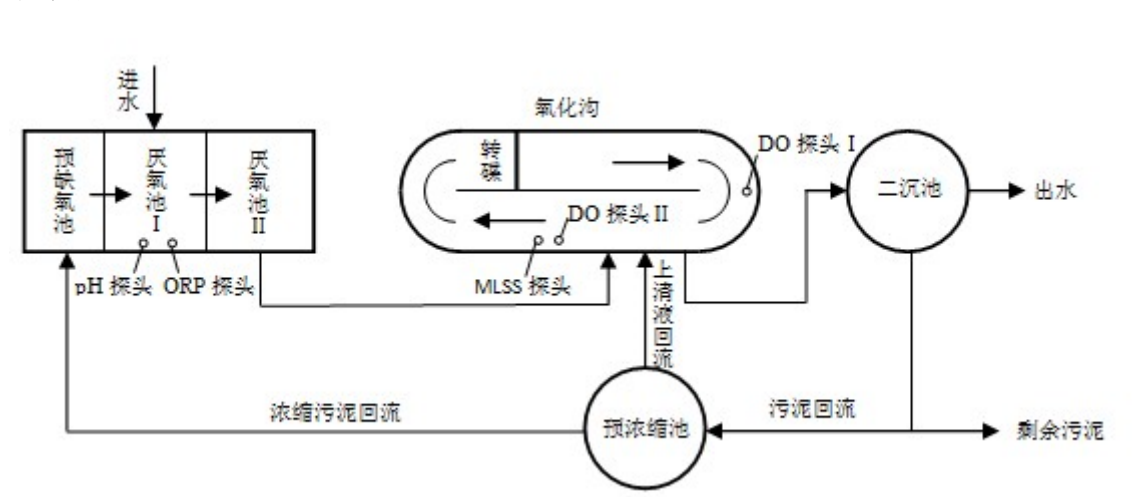 进水
氧化沟
预缺氧池
厌氧池 I
厌氧池 II
转碟
DO 探头 I
二沉池
出水
DO 探头 II
pH 探头
ORP 探头
MLSS 探头
上清液回流
浓缩污泥回流
预浓缩池
污泥回流
剩余污泥